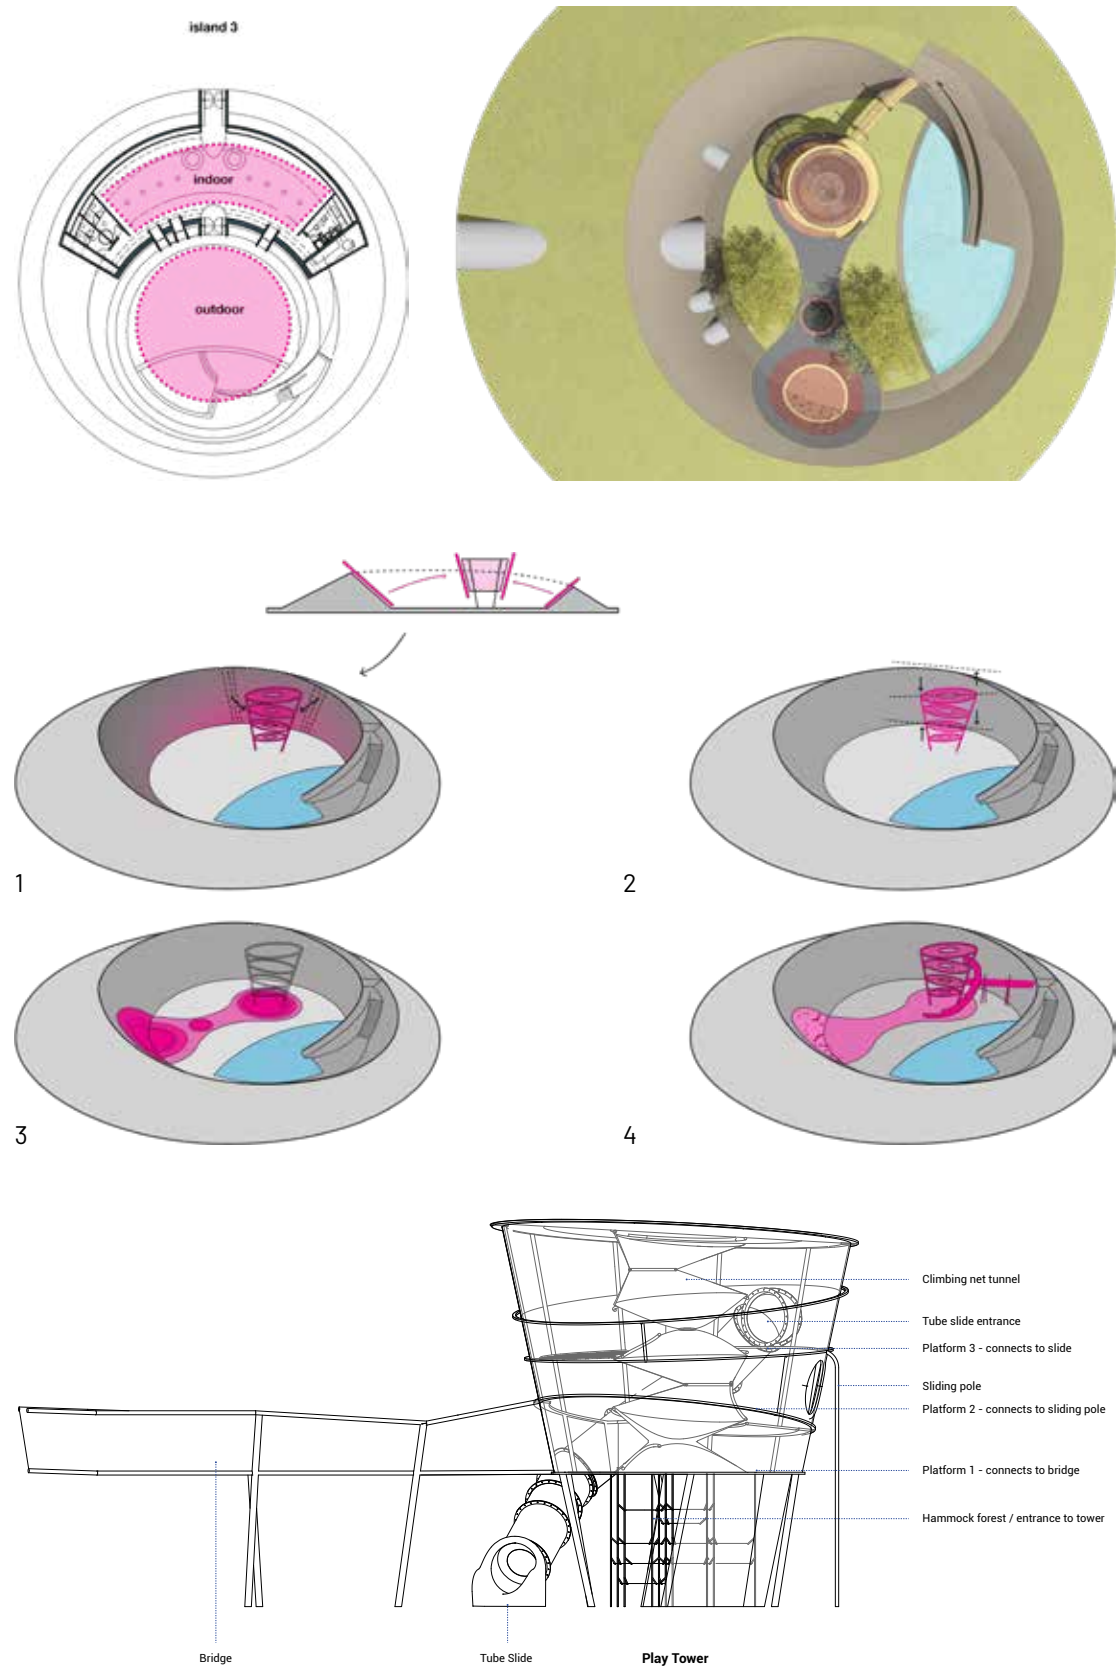 island 3
indoor
outdoor
1
2
3
4
Climbing net tunnel
Tube slide entrance
Platform 3 - connects to slide
Sliding pole
Platform 2 - connects to sliding pole
Platform 1 - connects to bridge
Hammock forest / entrance to tower
Bridge
Tube Slide
Play Tower